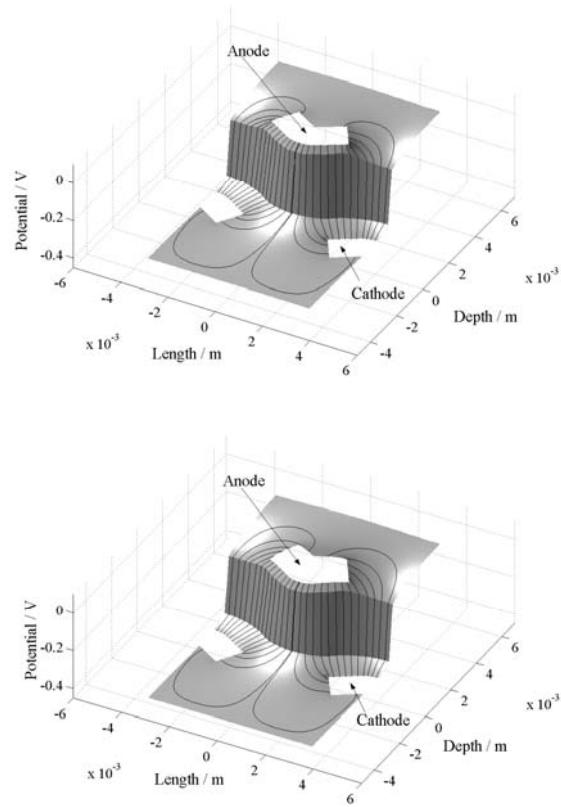 Anode
Potential / V
0
-0.2
-0.4
-6
-4
-2
0
2
4
6
x 10⁻³
Length / m
Cathode
-4
-2
0
2
4
6
x 10⁻³
Depth / m
Anode
Potential / V
0
-0.2
-0.4
-6
-4
-2
0
2
4
6
x 10⁻³
Length / m
Cathode
-4
-2
0
2
4
6
x 10⁻³
Depth / m